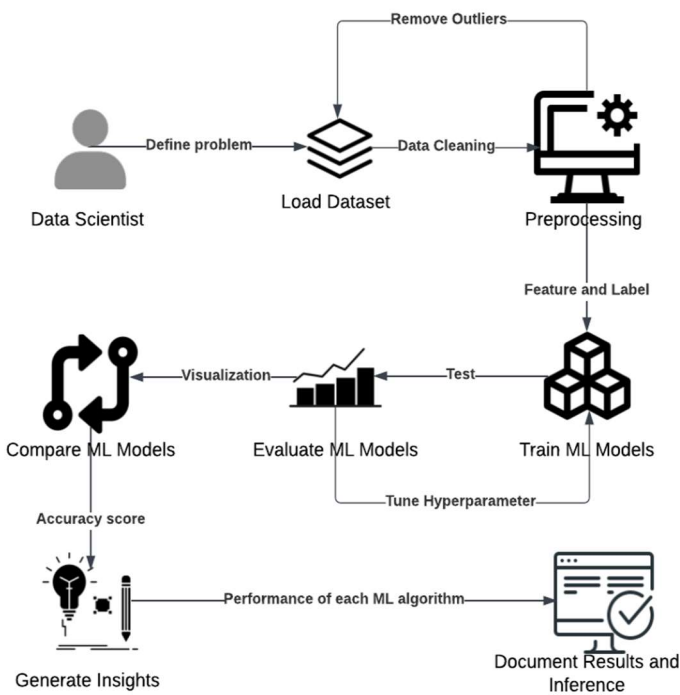 Remove Outliers
Define problem
Data Cleaning
Data Scientist
Load Dataset
Preprocessing
Feature and Label
Visualization
Test
Compare ML Models
Evaluate ML Models
Train ML Models
Tune Hyperparameter
Accuracy score
Performance of each ML algorithm
Generate Insights
Document Results and
Inference